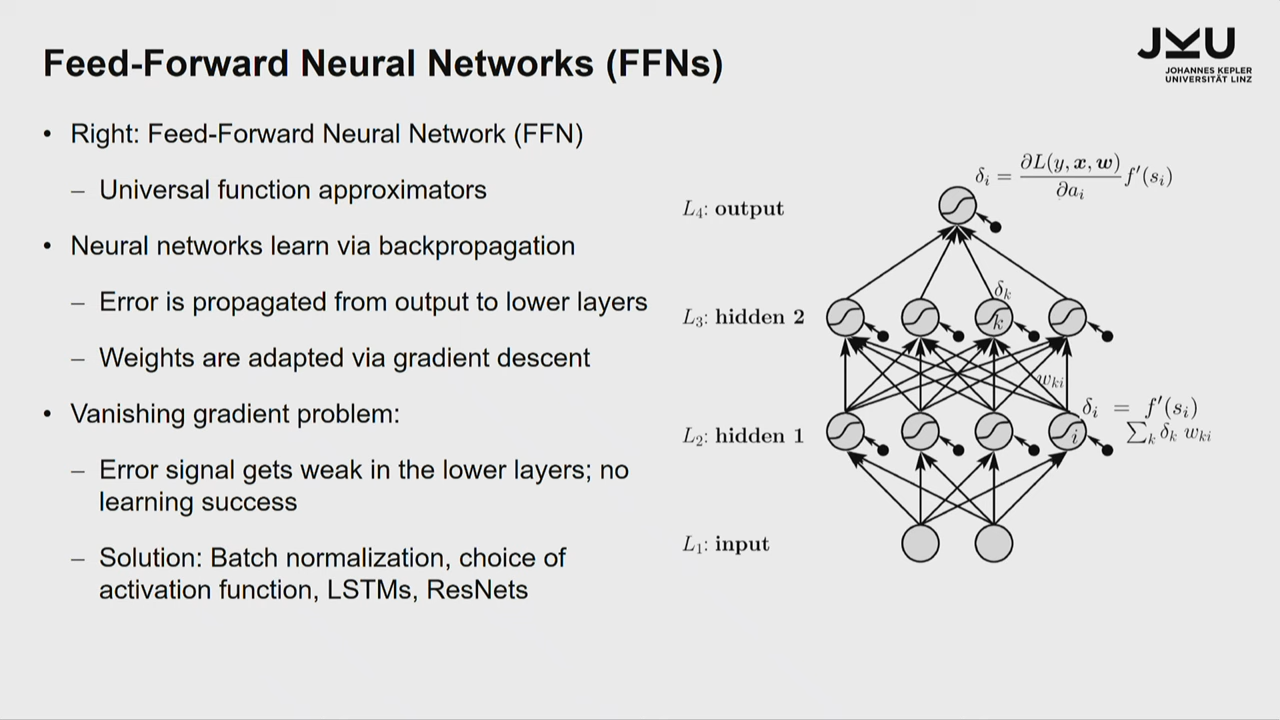 Feed-Forward Neural Networks (FFNs)
JYU
JOHANNES KEPLER
UNIVERSITÄT LINZ
• Right: Feed-Forward Neural Network (FFN)
– Universal function approximators
• Neural networks learn via backpropagation
– Error is propagated from output to lower layers
– Weights are adapted via gradient descent
• Vanishing gradient problem:
– Error signal gets weak in the lower layers; no
learning success
– Solution: Batch normalization, choice of
activation function, LSTMs, ResNets
δᵢ = ∂L(y, x, w) / ∂aᵢ f′(sᵢ)
L₄: output
δₖ
L₃: hidden 2
k
wₖᵢ
δᵢ = f′(sᵢ)
∑ₖ δₖ wₖᵢ
L₂: hidden 1
i
L₁: input